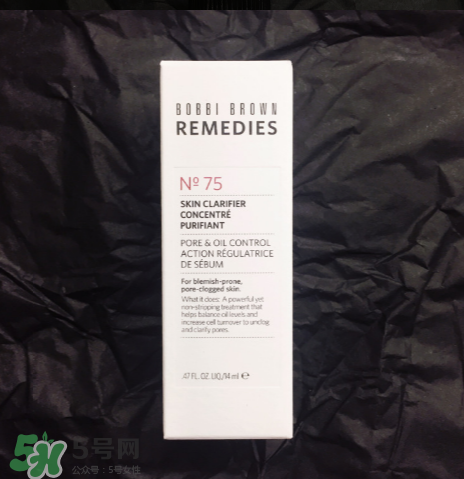 BOBBI BROWN
REMEDIES
Nº 75
SKIN CLARIFIER
CONCENTRÉ
PURIFIANT
PORE & OIL CONTROL
ACTION RÉGULATRICE
DE SÉBUM
For blemish-prone,
pore-clogged skin.
What it does: A powerful yet
non-stripping treatment that
helps balance oil levels and
increase cell turnover to unclog
and clarify pores.
.47 FL. OZ. LIQ./14 ml ℮
5号网
公众号：5号女性